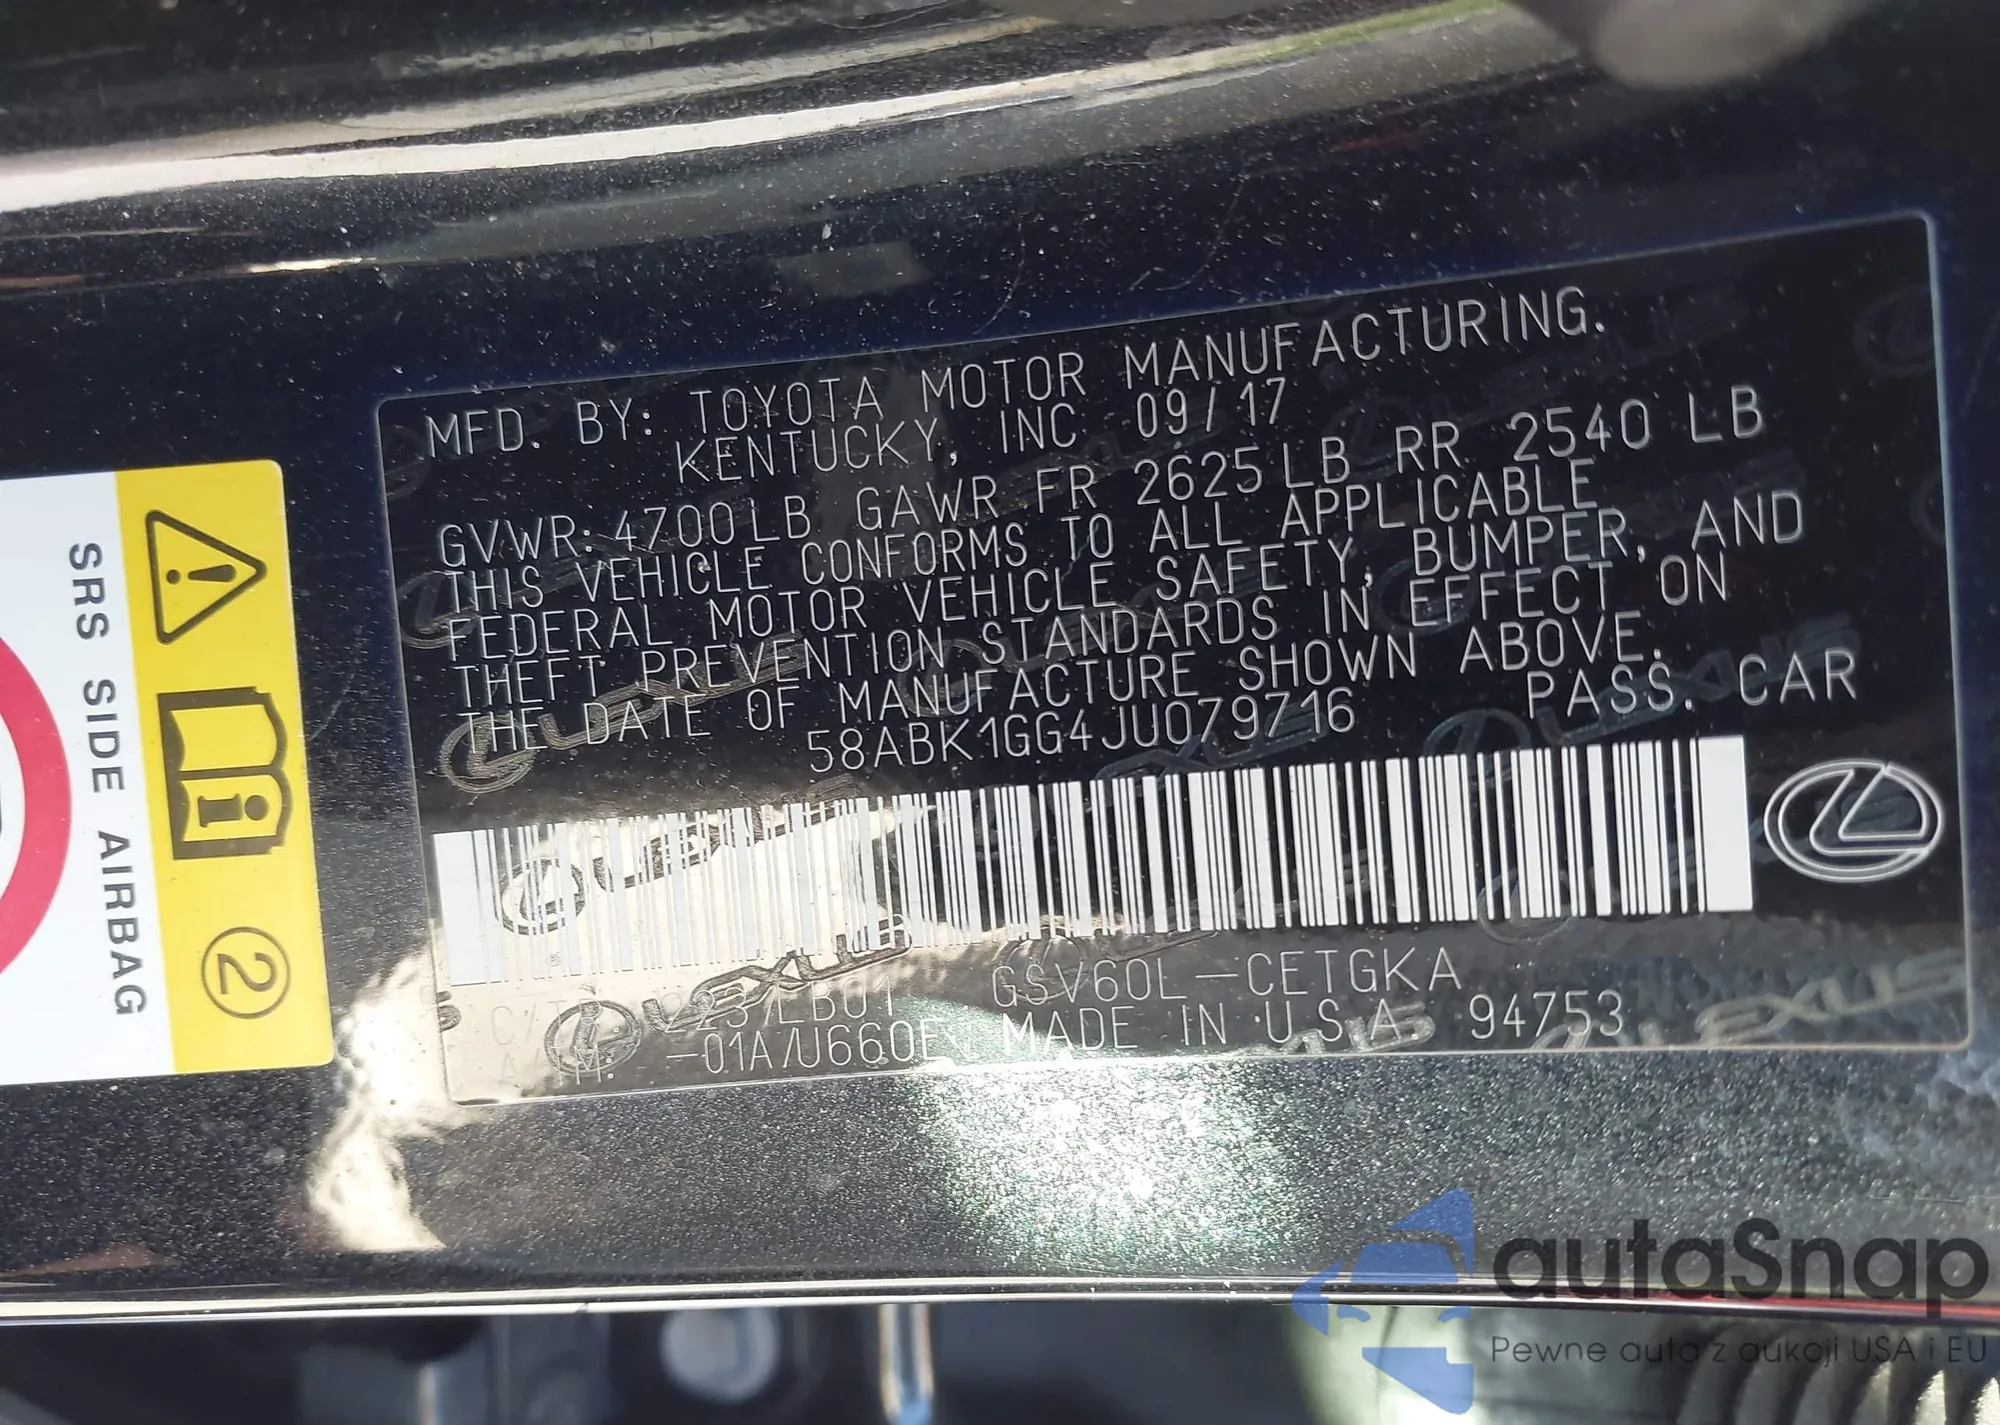 MFD. BY: TOYOTA MOTOR MANUFACTURING.
KENTUCKY, INC 09/17
GVWR: 4700LB GAWR FR 2625LB RR 2540 LB
THIS VEHICLE CONFORMS TO ALL APPLICABLE
FEDERAL MOTOR VEHICLE SAFETY, BUMPER, AND
THEFT PREVENTION STANDARDS IN EFFECT ON
THE DATE OF MANUFACTURE SHOWN ABOVE.
58ABK1GG4JU079716 PASS. CAR
C/T GSV60L-CETGKA
-01A/U660E MADE IN U.S.A. 94753
LEXUS
SRS SIDE AIRBAG
2
autaSnap
Pewne auta z aukcji USA i EU